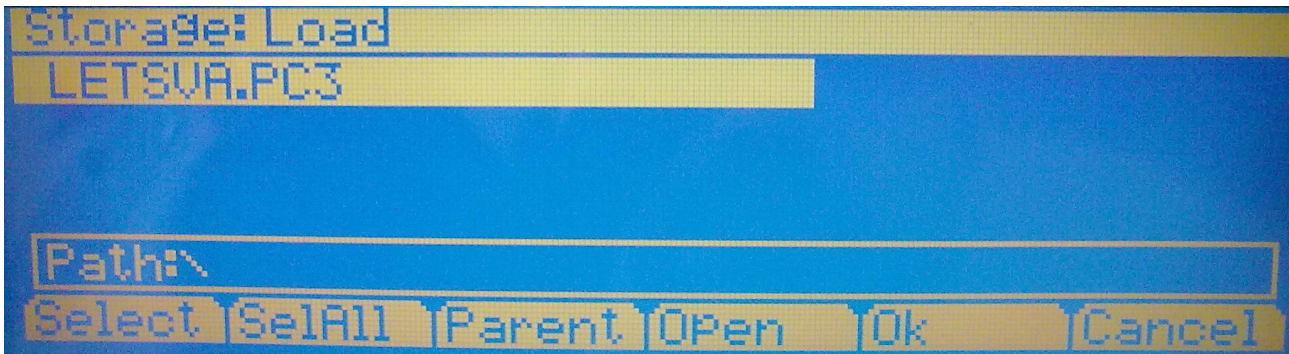 Storage: Load
LETSVA.PC3
Path:\
Select SelAll Parent Open Ok Cancel